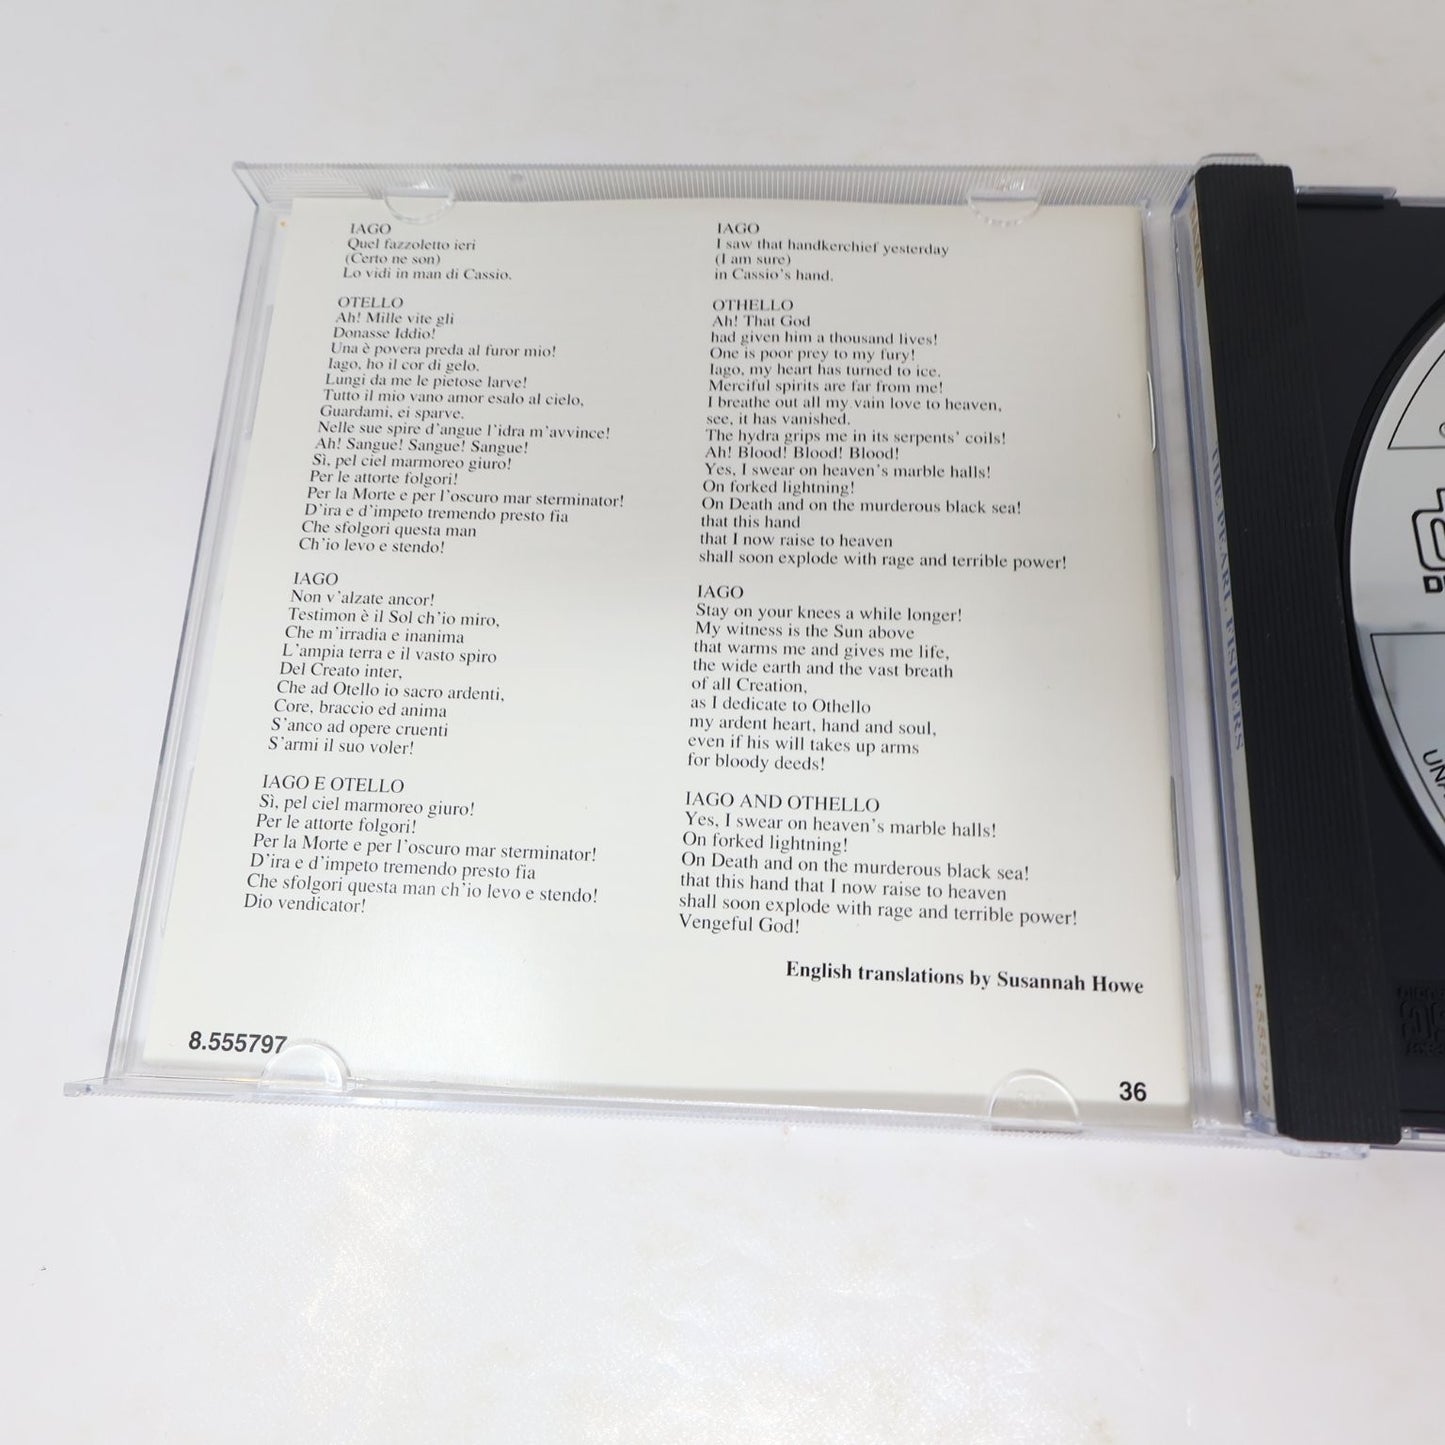 IAGO
Quel fazzoletto ieri
(Certo ne son)
Lo vidi in man di Cassio.
OTELLO
Ah! Mille vite gli
Donasse Iddio!
Una è povera preda al furor mio!
Iago, ho il cor di gelo.
Lungi da me le pietose larve!
Tutto il mio vano amor esalo al cielo,
Guardami, ei sparve.
Nelle sue spire d'angue l'idra m'avvince!
Ah! Sangue! Sangue! Sangue!
Sì, pel ciel marmoreo giuro!
Per le attorte folgori!
Per la Morte e per l'oscuro mar sterminator!
D'ira e d'impeto tremendo presto fia
Che sfolgori questa man
Ch'io levo e stendo!
IAGO
Non v'alzate ancor!
Testimon è il Sol ch'io miro,
Che m'irradia e inanima
L'ampia terra e il vasto spiro
Del Creato inter,
Che ad Otello io sacro ardenti,
Core, braccio ed anima
S'anco ad opere cruenti
S'armi il suo voler!
IAGO E OTELLO
Sì, pel ciel marmoreo giuro!
Per le attorte folgori!
Per la Morte e per l'oscuro mar sterminator!
D'ira e d'impeto tremendo presto fia
Che sfolgori questa man ch'io levo e stendo!
Dio vendicator!
IAGO
I saw that handkerchief yesterday
(I am sure)
in Cassio's hand.
OTHELLO
Ah! That God
had given him a thousand lives!
One is poor prey to my fury!
Iago, my heart has turned to ice.
Merciful spirits are far from me!
I breathe out all my vain love to heaven,
see, it has vanished.
The hydra grips me in its serpents' coils!
Ah! Blood! Blood! Blood!
Yes, I swear on heaven's marble halls!
On forked lightning!
On Death and on the murderous black sea!
that this hand
that I now raise to heaven
shall soon explode with rage and terrible power!
IAGO
Stay on your knees a while longer!
My witness is the Sun above
that warms me and gives me life,
the wide earth and the vast breath
of all Creation,
as I dedicate to Othello
my ardent heart, hand and soul,
even if his will takes up arms
for bloody deeds!
IAGO AND OTHELLO
Yes, I swear on heaven's marble halls!
On forked lightning!
On Death and on the murderous black sea!
that this hand that I now raise to heaven
shall soon explode with rage and terrible power!
Vengeful God!
English translations by Susannah Howe
8.555797
36
THE PEARL FISHERS
8.555797